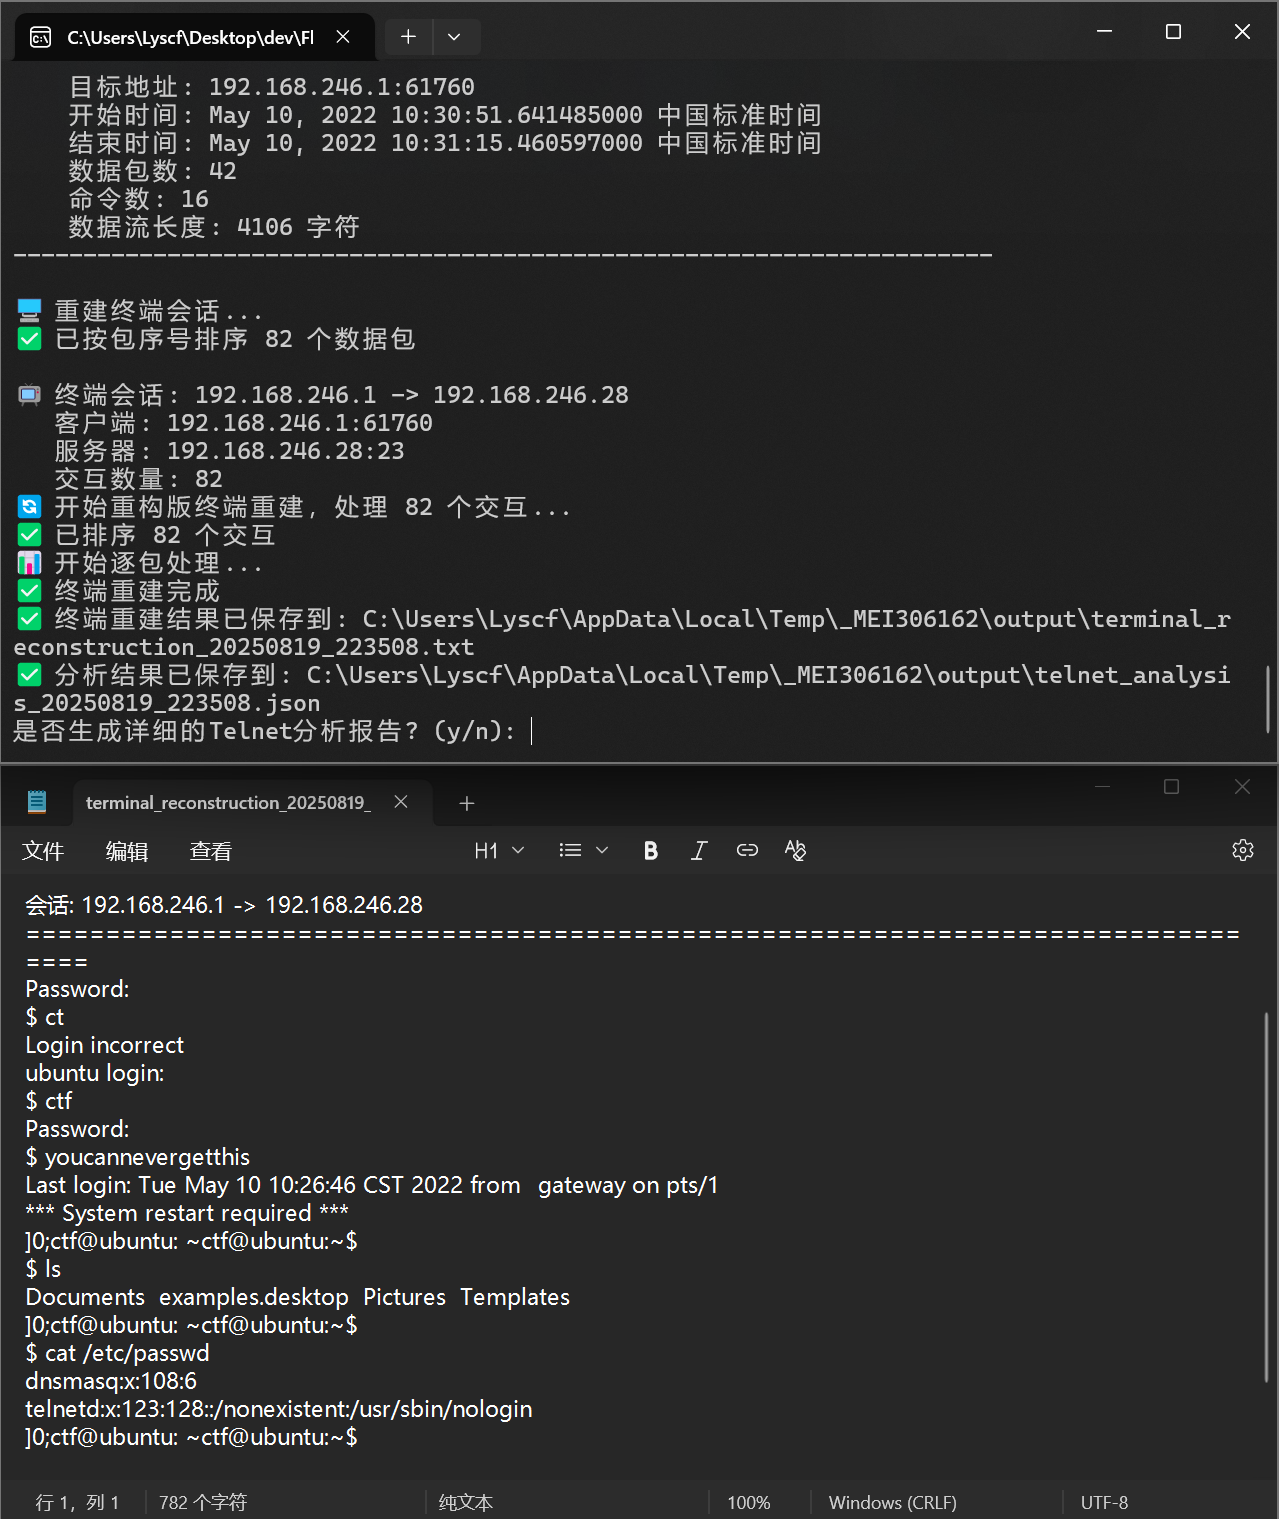 C:\Users\Lyscf\Desktop\dev\Fl
目标地址: 192.168.246.1:61760
开始时间: May 10, 2022 10:30:51.641485000 中国标准时间
结束时间: May 10, 2022 10:31:15.460597000 中国标准时间
数据包数: 42
命令数: 16
数据流长度: 4106 字符
----------------------------------------------------------------------
重建终端会话...
已按包序号排序 82 个数据包
终端会话: 192.168.246.1 -> 192.168.246.28
客户端: 192.168.246.1:61760
服务器: 192.168.246.28:23
交互数量: 82
开始重构版终端重建, 处理 82 个交互...
已排序 82 个交互
开始逐包处理...
终端重建完成
终端重建结果已保存到: C:\Users\Lyscf\AppData\Local\Temp\_MEI306162\output\terminal_r
econstruction_20250819_223508.txt
分析结果已保存到: C:\Users\Lyscf\AppData\Local\Temp\_MEI306162\output\telnet_analysi
s_20250819_223508.json
是否生成详细的Telnet分析报告? (y/n):
terminal_reconstruction_20250819_
文件 编辑 查看 H1 B I
会话: 192.168.246.1 -> 192.168.246.28
============================================================================
====
Password:
$ ct
Login incorrect
ubuntu login:
$ ctf
Password:
$ youcannevergetthis
Last login: Tue May 10 10:26:46 CST 2022 from gateway on pts/1
*** System restart required ***
]0;ctf@ubuntu: ~ctf@ubuntu:~$
$ ls
Documents examples.desktop Pictures Templates
]0;ctf@ubuntu: ~ctf@ubuntu:~$
$ cat /etc/passwd
dnsmasq:x:108:6
telnetd:x:123:128::/nonexistent:/usr/sbin/nologin
]0;ctf@ubuntu: ~ctf@ubuntu:~$
行 1, 列 1 782 个字符 纯文本 100% Windows (CRLF) UTF-8